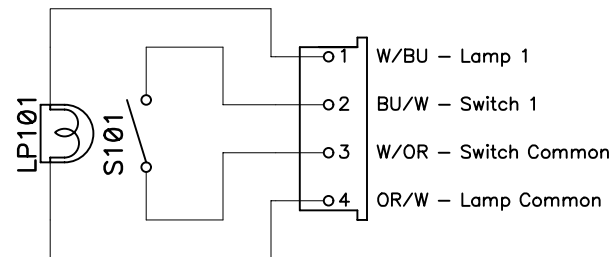 1 W/BU – Lamp 1
2 BU/W – Switch 1
3 W/OR – Switch Common
4 OR/W – Lamp Common
LP101
S101